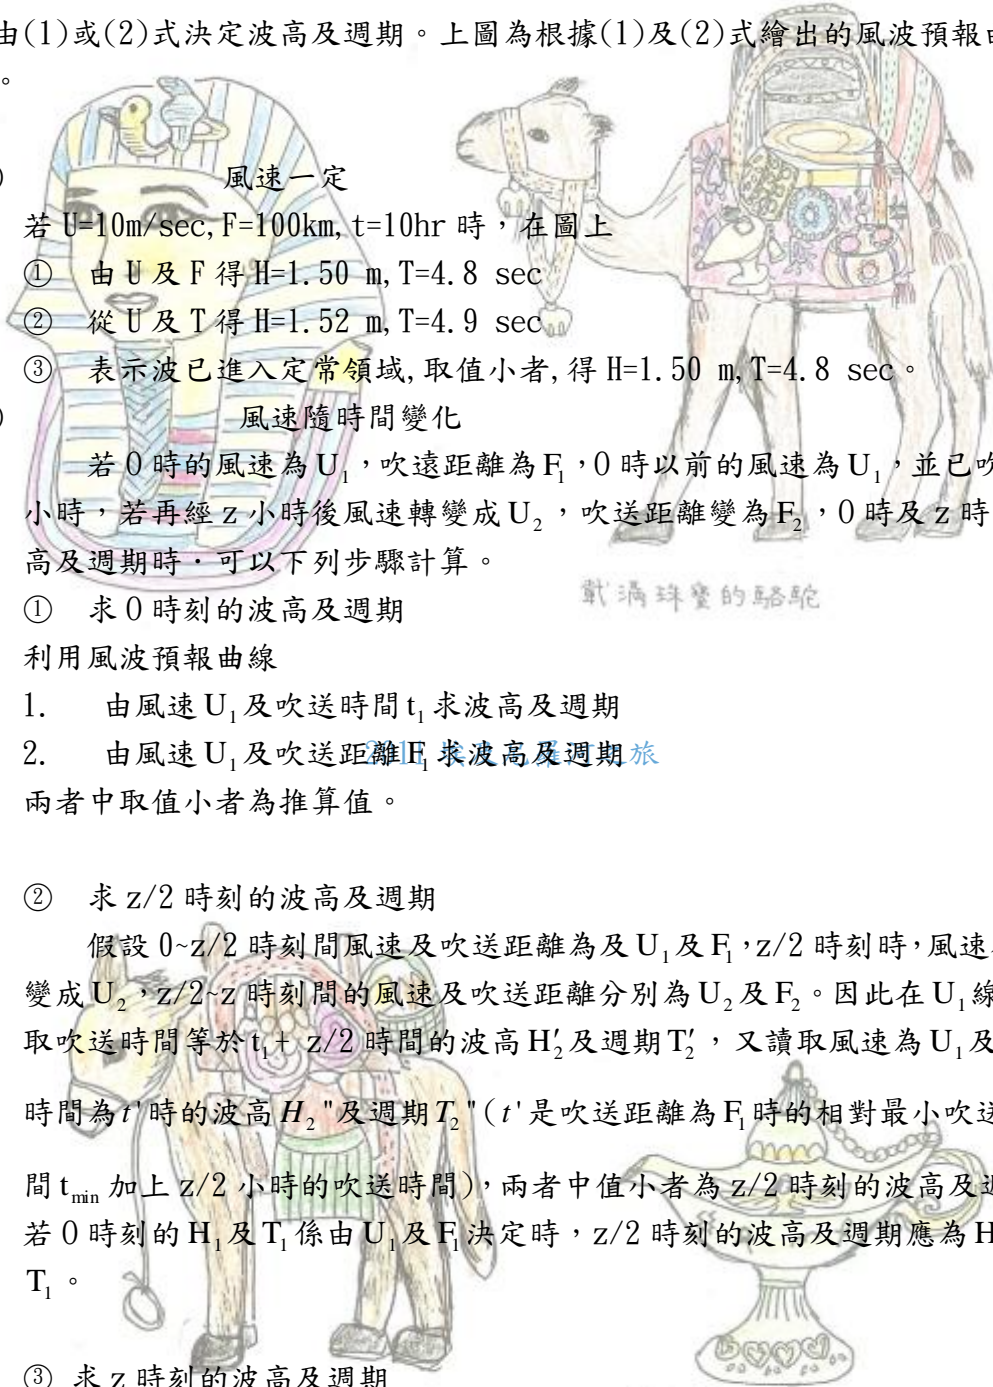 由(1)或(2)式決定波高及週期。上圖為根據(1)及(2)式繪出的風波預報
。
)
風速一定
若 U=10m/sec, F=100km, t=10hr 時，在圖上
① 由 U 及 F 得 H=1.50 m, T=4.8 sec
② 從 U 及 T 得 H=1.52 m, T=4.9 sec
③ 表示波已進入定常領域,取值小者,得 H=1.50 m, T=4.8 sec。
)
風速隨時間變化
若 0 時的風速為 U₁，吹遠距離為 F₁，0 時以前的風速為 U₁，並已吹
小時，若再經 z 小時後風速轉變成 U₂，吹送距離變為 F₂，0 時及 z 時
高及週期時．可以下列步驟計算。
載滿珠寶的駱駝
① 求 0 時刻的波高及週期
利用風波預報曲線
1. 由風速 U₁ 及吹送時間 t₁ 求波高及週期
2. 由風速 U₁ 及吹送距離 F₁ 求波高及週期
兩者中取值小者為推算值。
② 求 z/2 時刻的波高及週期
假設 0~z/2 時刻間風速及吹送距離為及 U₁ 及 F₁，z/2 時刻時，風速
變成 U₂，z/2~z 時刻間的風速及吹送距離分別為 U₂ 及 F₂。因此在 U₁ 線
取吹送時間等於 t₁+ z/2 時間的波高 H₂′ 及週期 T₂′，又讀取風速為 U₁ 及
時間為 t' 時的波高 H₂" 及週期 T₂" (t' 是吹送距離為 F₁ 時的相對最小吹送
間 t_min 加上 z/2 小時的吹送時間)，兩者中值小者為 z/2 時刻的波高及週
若 0 時刻的 H₁ 及 T₁ 係由 U₁ 及 F₁ 決定時，z/2 時刻的波高及週期應為 H
T₁。
③ 求 z 時刻的波高及週期